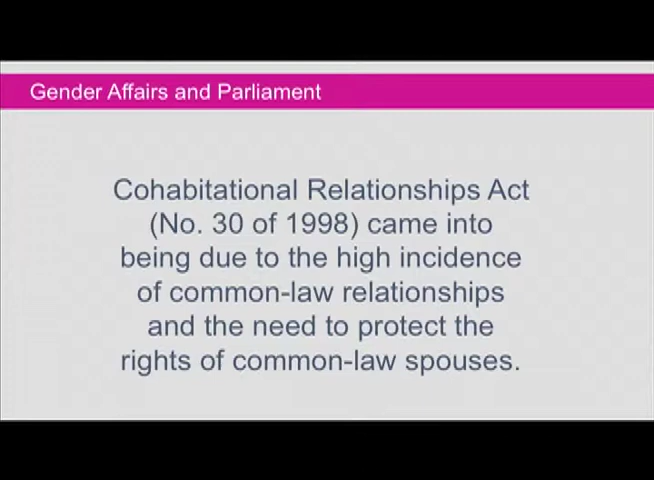 Gender Affairs and Parliament
Cohabitational Relationships Act
(No. 30 of 1998) came into
being due to the high incidence
of common-law relationships
and the need to protect the
rights of common-law spouses.